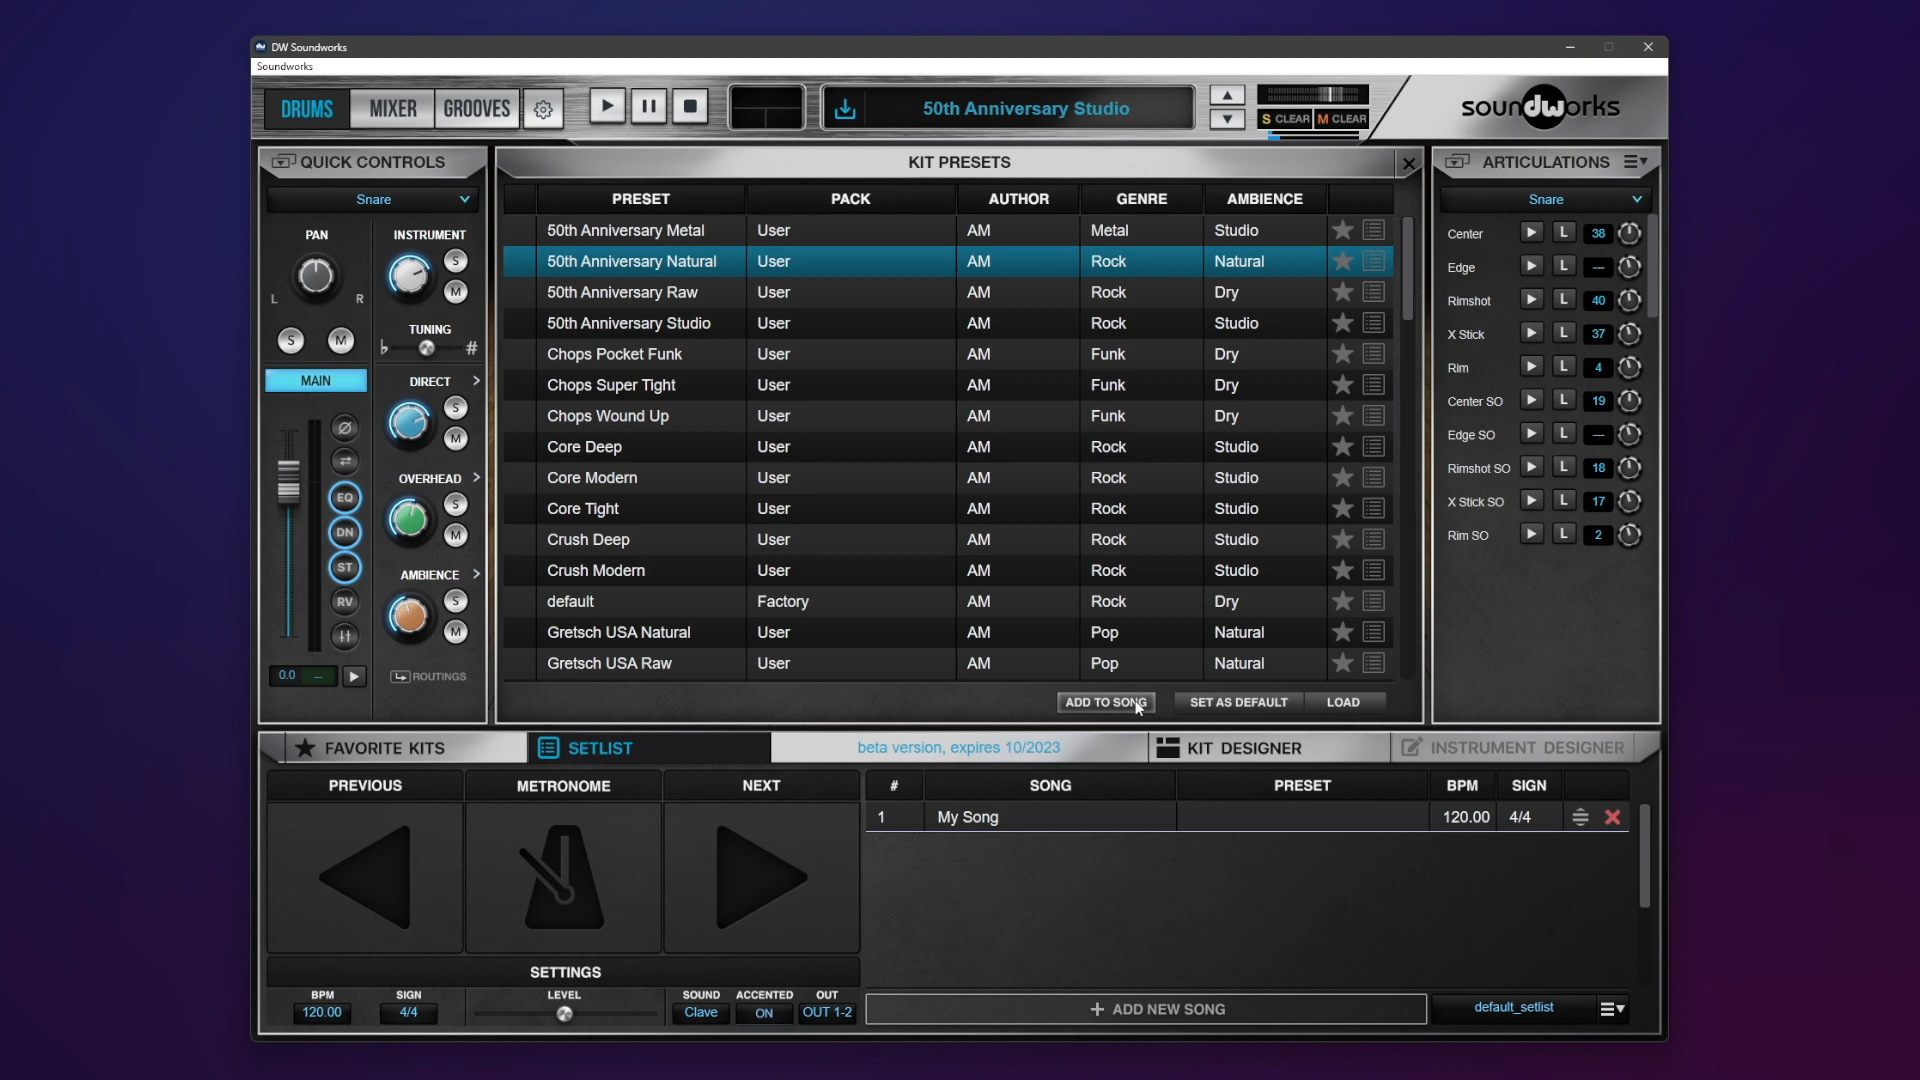 DW Soundworks
Soundworks
DRUMS MIXER GROOVES
50th Anniversary Studio
S CLEAR M CLEAR
soundworks
QUICK CONTROLS
Snare
PAN
L R
S M
MAIN
EQ
DN
ST
RV
0.0 --
INSTRUMENT
S
M
TUNING
♭ #
DIRECT >
S
M
OVERHEAD >
S
M
AMBIENCE >
S
M
ROUTINGS
KIT PRESETS
PRESET PACK AUTHOR GENRE AMBIENCE
50th Anniversary Metal User AM Metal Studio
50th Anniversary Natural User AM Rock Natural
50th Anniversary Raw User AM Rock Dry
50th Anniversary Studio User AM Rock Studio
Chops Pocket Funk User AM Funk Dry
Chops Super Tight User AM Funk Dry
Chops Wound Up User AM Funk Dry
Core Deep User AM Rock Studio
Core Modern User AM Rock Studio
Core Tight User AM Rock Studio
Crush Deep User AM Rock Studio
Crush Modern User AM Rock Studio
default Factory AM Rock Dry
Gretsch USA Natural User AM Pop Natural
Gretsch USA Raw User AM Pop Natural
ADD TO SONG SET AS DEFAULT LOAD
ARTICULATIONS
Snare
Center L 38
Edge L ---
Rimshot L 40
X Stick L 37
Rim L 4
Center SO L 19
Edge SO L ---
Rimshot SO L 18
X Stick SO L 17
Rim SO L 2
FAVORITE KITS SETLIST beta version, expires 10/2023 KIT DESIGNER INSTRUMENT DESIGNER
PREVIOUS METRONOME NEXT
# SONG PRESET BPM SIGN
1 My Song 120.00 4/4
SETTINGS
BPM SIGN LEVEL SOUND ACCENTED OUT
120.00 4/4 Clave ON OUT 1-2
+ ADD NEW SONG default_setlist